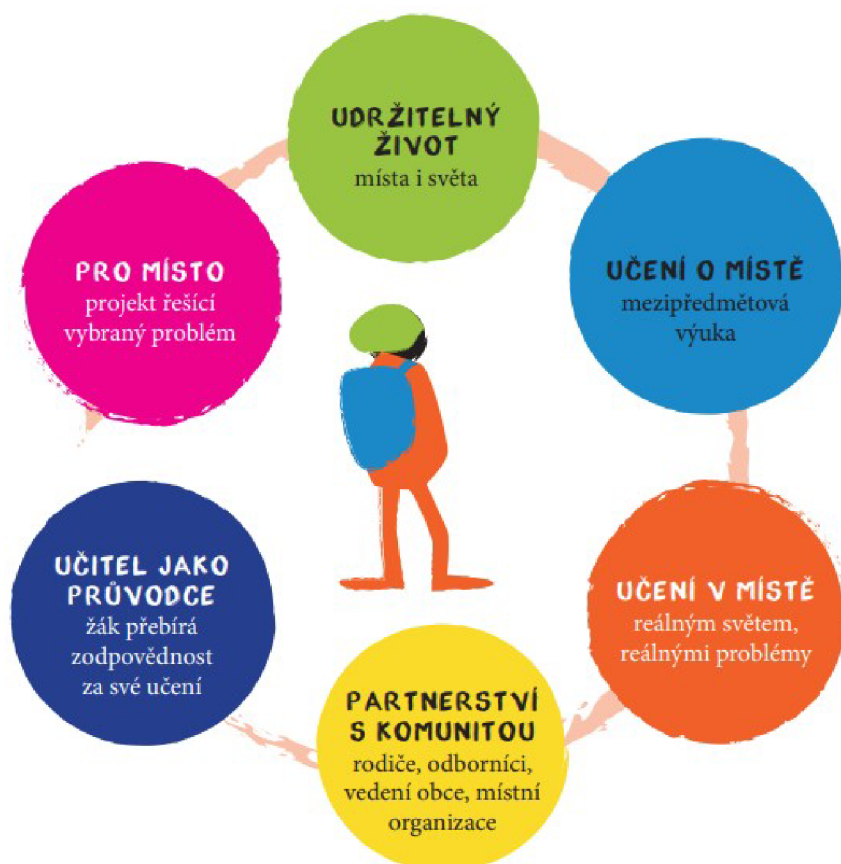 UDRŽITELNÝ
ŽIVOT
místa i světa
UČENÍ O MÍSTĚ
mezipředmětová
výuka
UČENÍ V MÍSTĚ
reálným světem,
reálnými problémy
PARTNERSTVÍ
S KOMUNITOU
rodiče, odborníci,
vedení obce, místní
organizace
UČITEL JAKO
PRŮVODCE
žák přebírá
zodpovědnost
za své učení
PRO MÍSTO
projekt řešící
vybraný problém